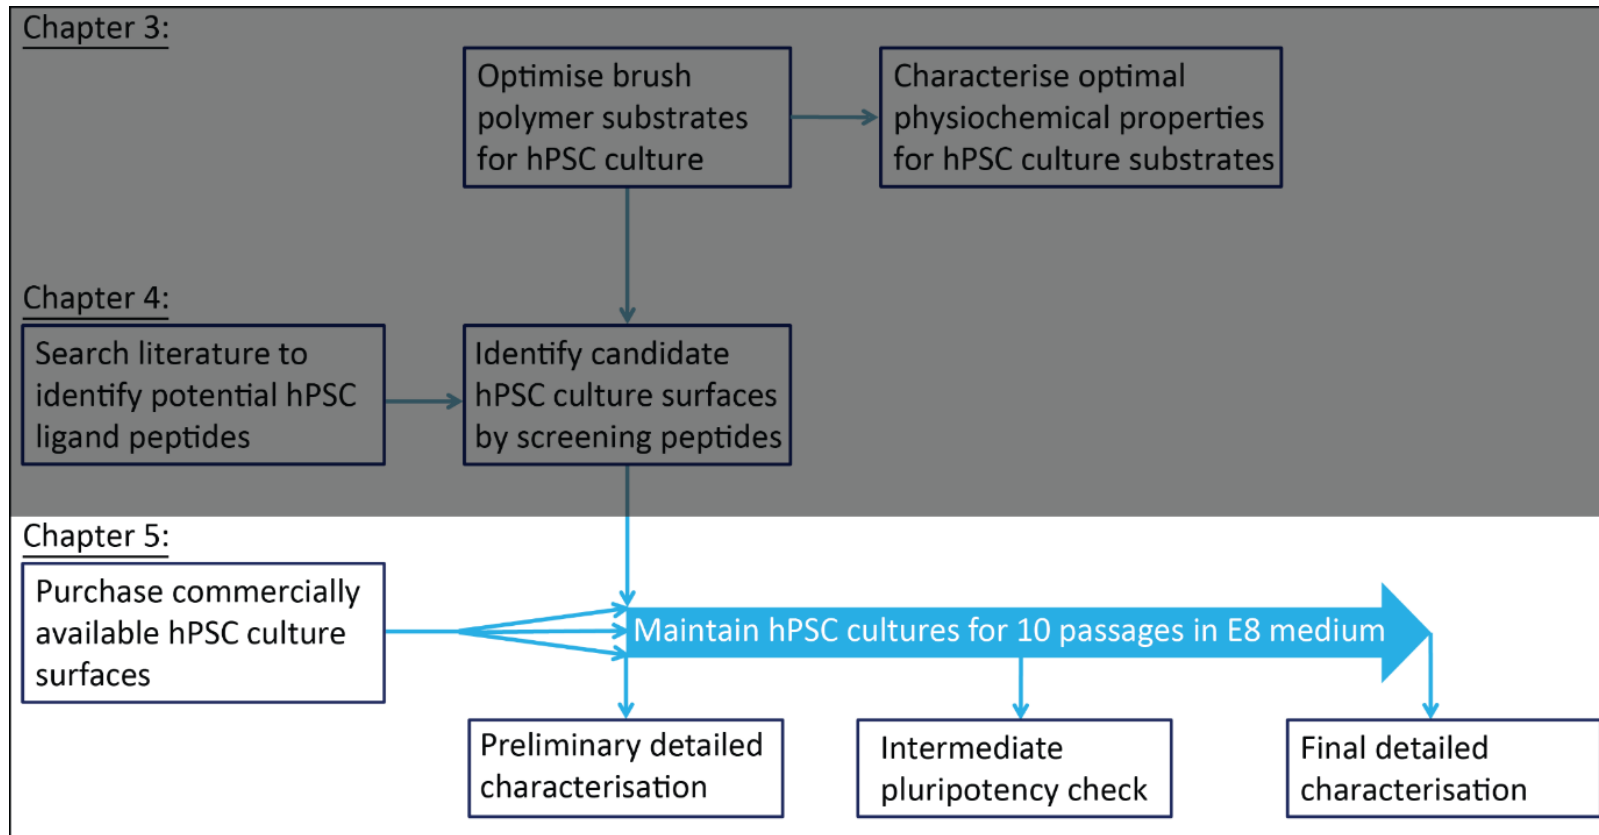 Chapter 3:
Optimise brush
polymer substrates
for hPSC culture
Characterise optimal
physiochemical properties
for hPSC culture substrates
Chapter 4:
Search literature to
identify potential hPSC
ligand peptides
Identify candidate
hPSC culture surfaces
by screening peptides
Chapter 5:
Purchase commercially
available hPSC culture
surfaces
Maintain hPSC cultures for 10 passages in E8 medium
Preliminary detailed
characterisation
Intermediate
pluripotency check
Final detailed
characterisation